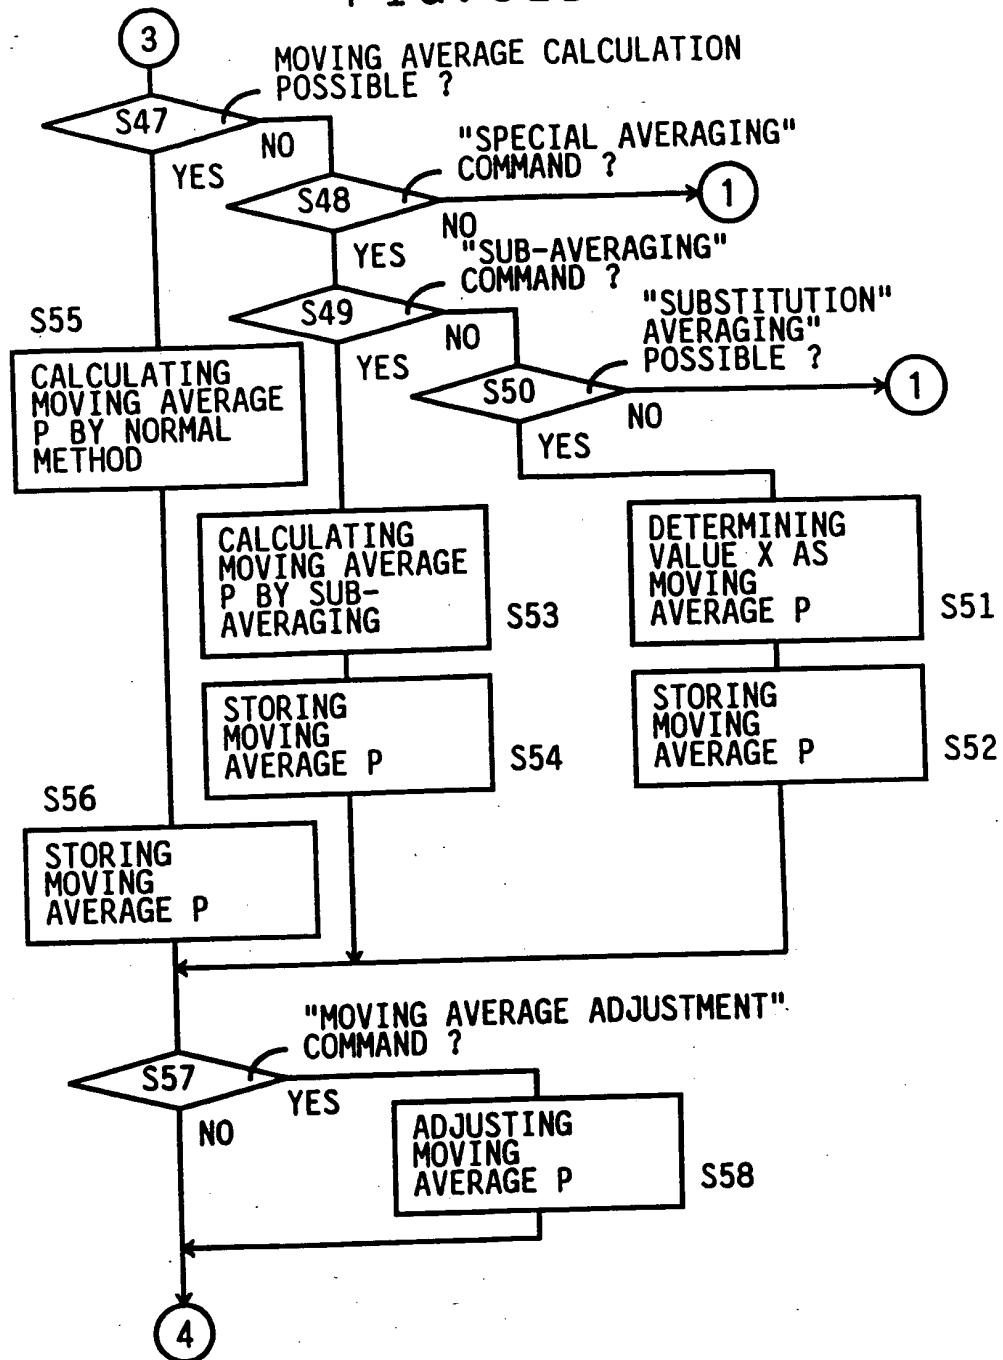 3
MOVING AVERAGE CALCULATION
POSSIBLE ?
S47
NO
YES
"SPECIAL AVERAGING"
COMMAND ?
S48
1
NO
YES
"SUB-AVERAGING"
COMMAND ?
S49
NO
YES
"SUBSTITUTION"
AVERAGING"
POSSIBLE ?
S50
1
NO
YES
S55
CALCULATING
MOVING AVERAGE
P BY NORMAL
METHOD
CALCULATING
MOVING AVERAGE
P BY SUB-
AVERAGING
S53
DETERMINING
VALUE X AS
MOVING
AVERAGE P
S51
STORING
MOVING
AVERAGE P
S54
STORING
MOVING
AVERAGE P
S52
S56
STORING
MOVING
AVERAGE P
"MOVING AVERAGE ADJUSTMENT"
COMMAND ?
S57
YES
NO
ADJUSTING
MOVING
AVERAGE P
S58
4